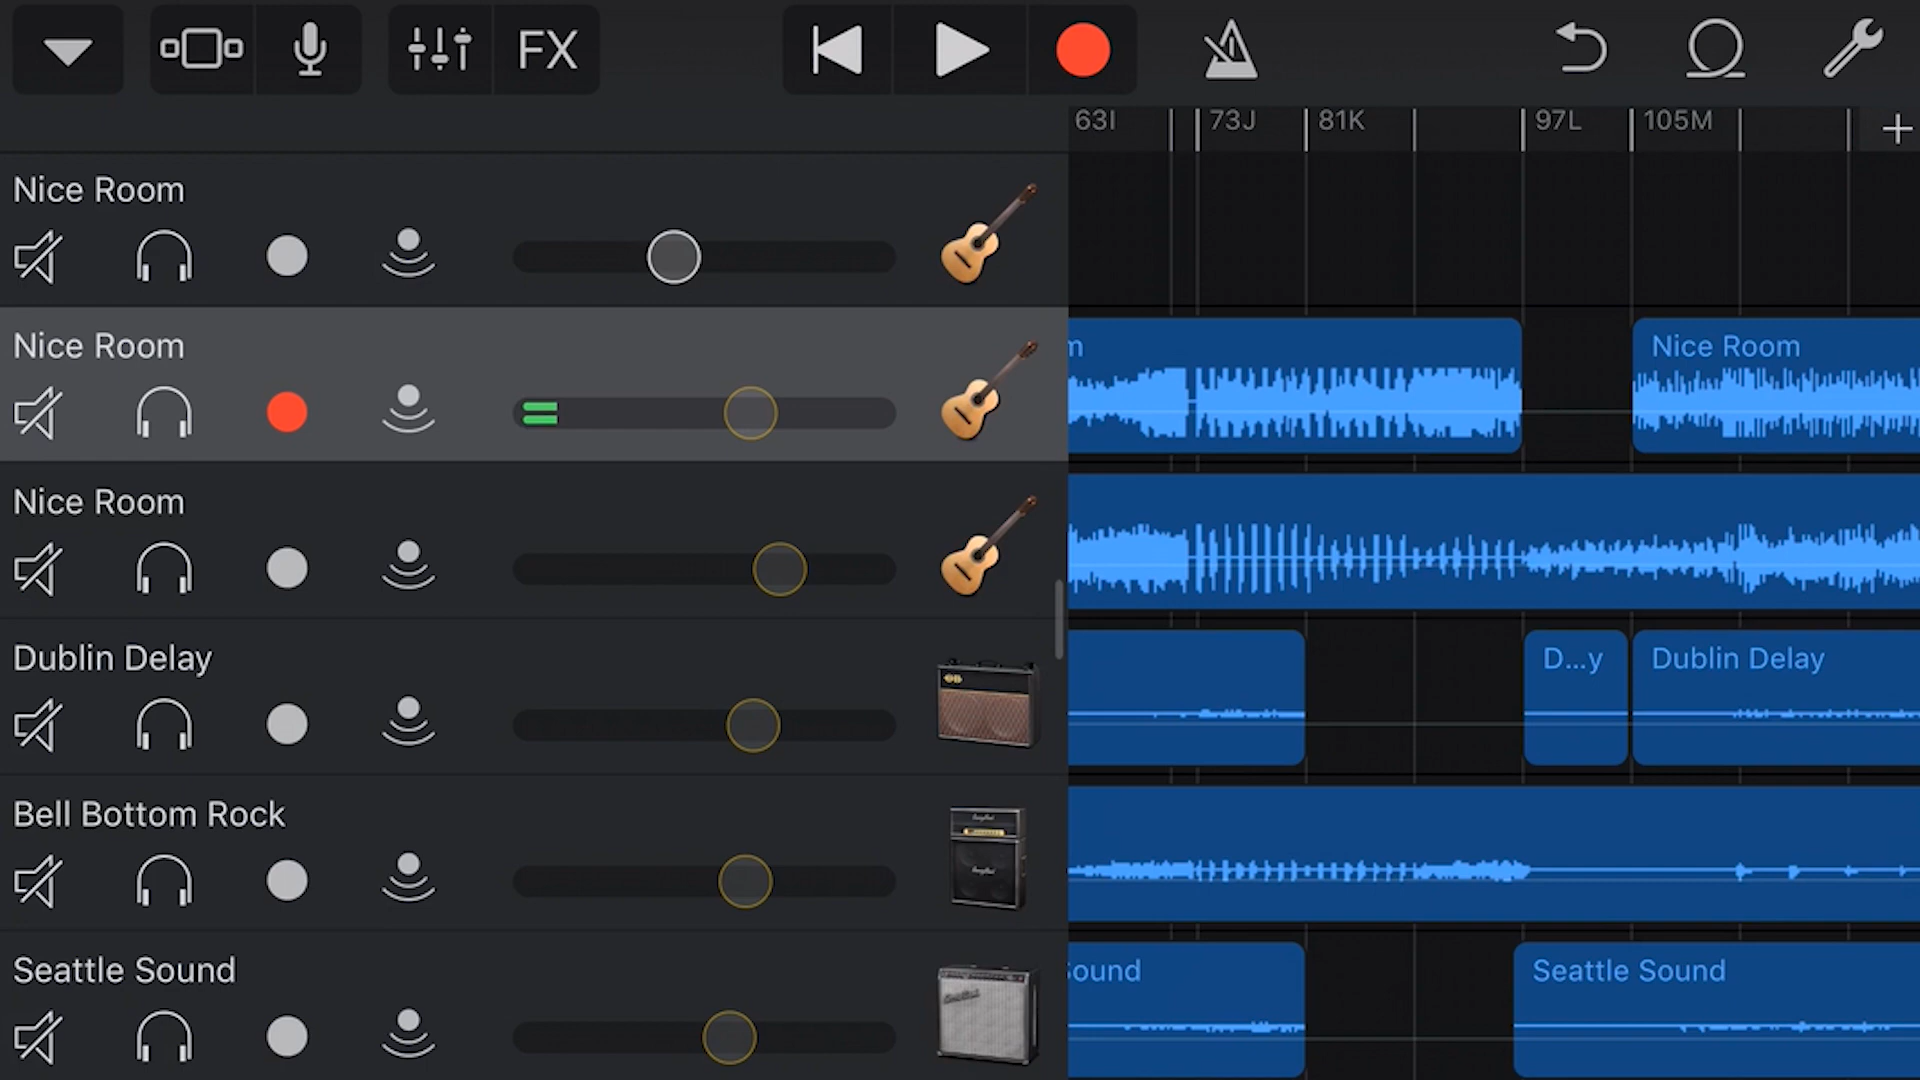 FX
63I 73J 81K 97L 105M
Nice Room
Nice Room
m Nice Room
Nice Room
Dublin Delay
D...y Dublin Delay
Bell Bottom Rock
Seattle Sound
Sound Seattle Sound